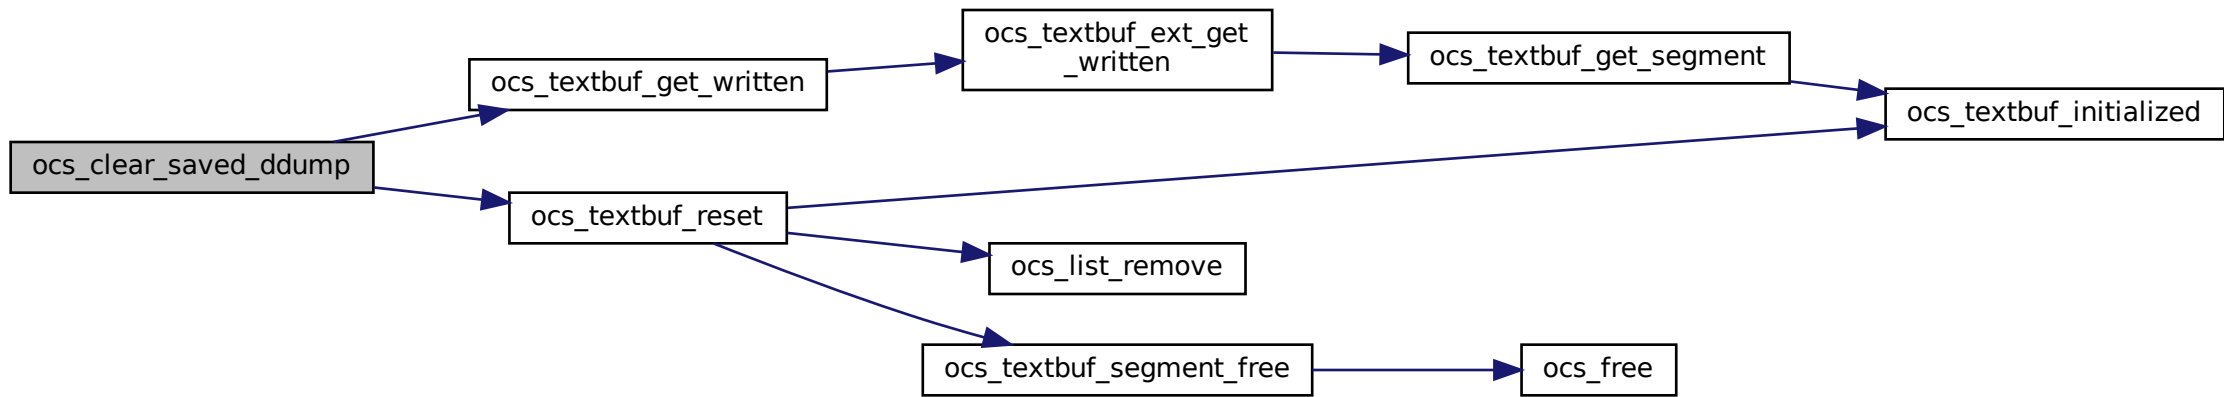 ocs_clear_saved_ddump
ocs_textbuf_get_written
ocs_textbuf_ext_get
_written
ocs_textbuf_get_segment
ocs_textbuf_initialized
ocs_textbuf_reset
ocs_list_remove
ocs_textbuf_segment_free
ocs_free